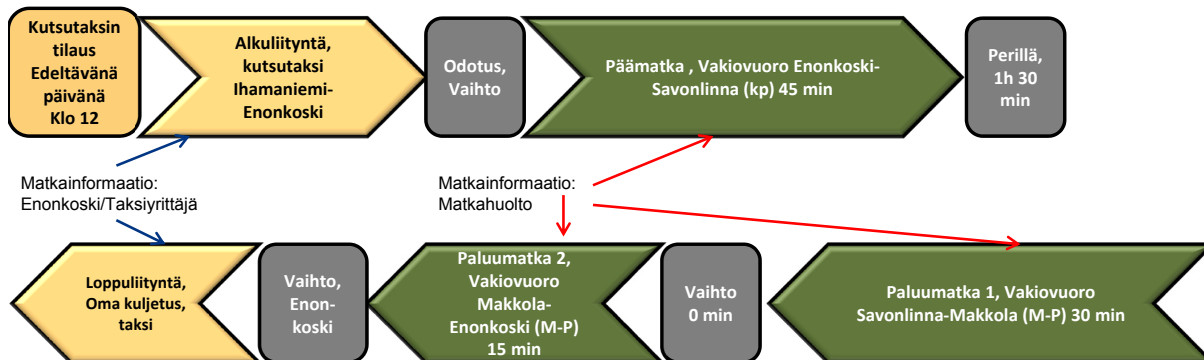 Kutsutaksin
tilaus
Edeltävänä
päivänä
Klo 12
Alkuliityntä,
kutsutaksi
Ihamaniemi-
Enonkoski
Odotus,
Vaihto
Päämatka , Vakiovuoro Enonkoski-
Savonlinna (kp) 45 min
Perillä,
1h 30
min
Matkainformaatio:
Enonkoski/Taksiyrittäjä
Matkainformaatio:
Matkahuolto
Loppuliityntä,
Oma kuljetus,
taksi
Vaihto,
Enon-
koski
Paluumatka 2,
Vakiovuoro
Makkola-
Enonkoski (M-P)
15 min
Vaihto
0 min
Paluumatka 1, Vakiovuoro
Savonlinna-Makkola (M-P) 30 min